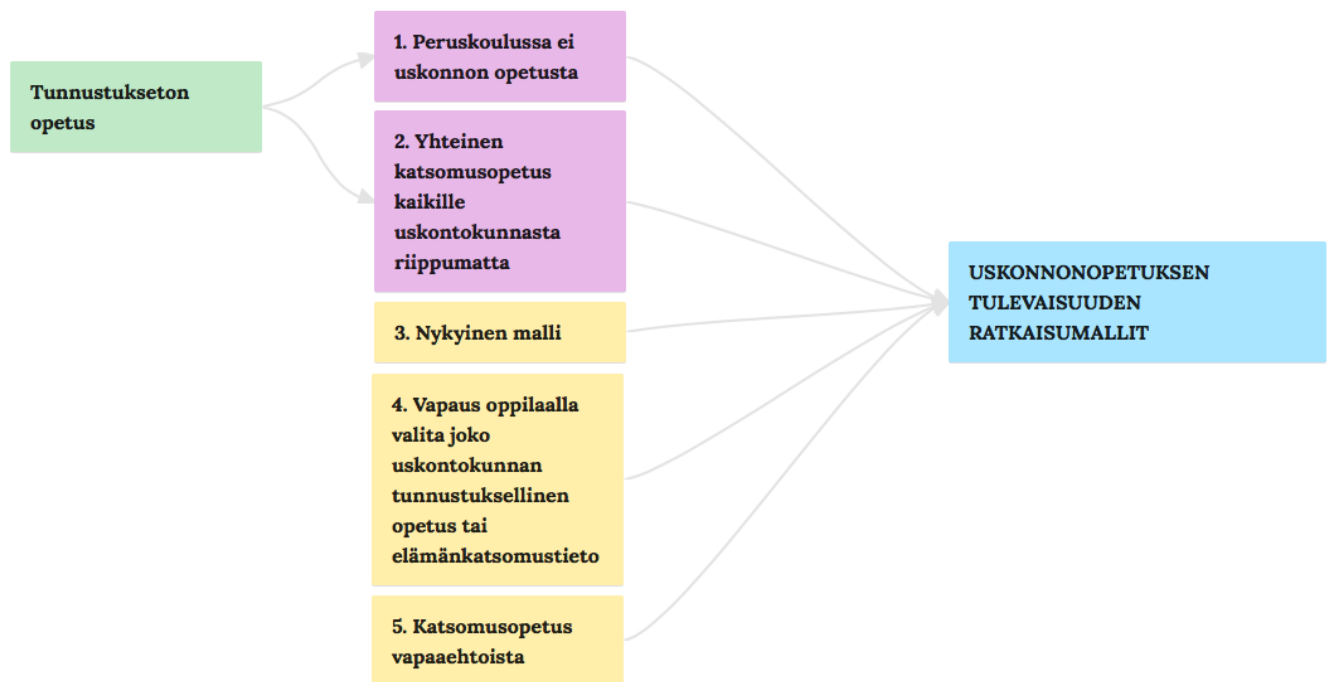 Tunnustukseton
opetus
1. Peruskoulussa ei
uskonnon opetusta
2. Yhteinen
katsomusopetus
kaikille
uskontokunnasta
riippumatta
3. Nykyinen malli
4. Vapaus oppilaalla
valita joko
uskontokunnan
tunnustuksellinen
opetus tai
elämänkatsomustieto
5. Katsomusopetus
vapaaehtoista
USKONNONOPETUKSEN
TULEVAISUUDEN
RATKAISUMALLIT